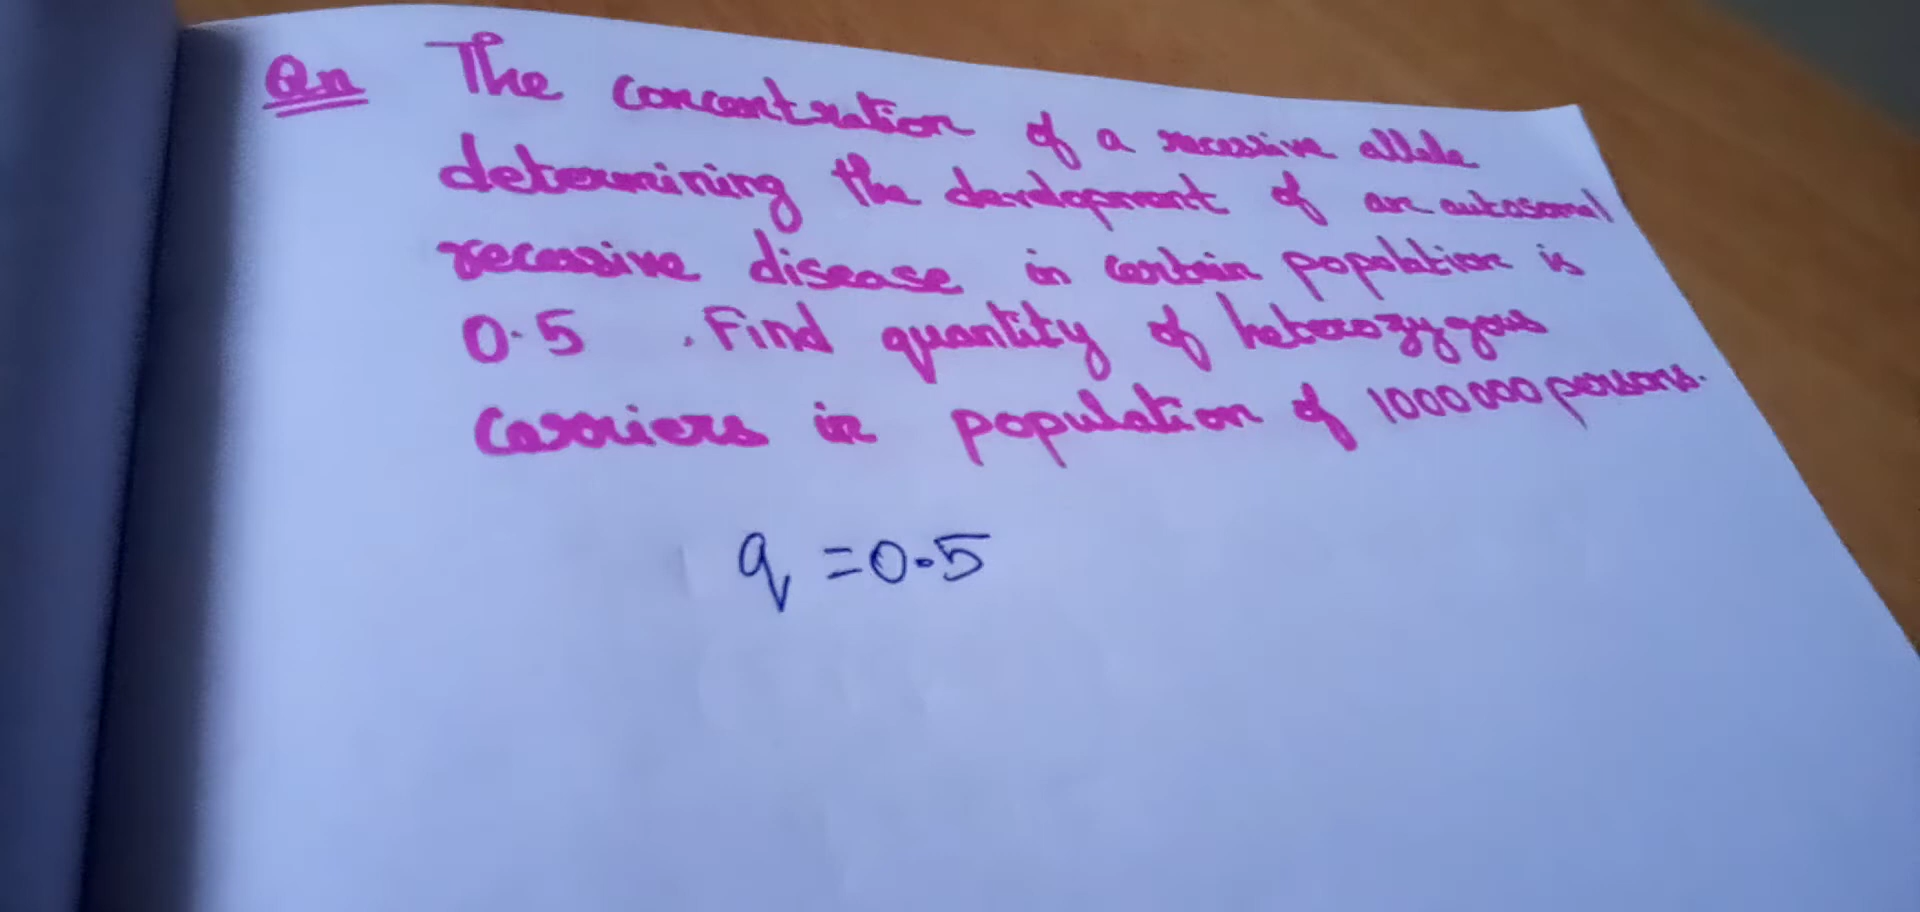 Qn The concentration of a recessive allele
determining the development of an autosomal
recessive disease in certain population is
0.5 . Find quantity of heterozygous
carriers in population of 1000000 persons.
q = 0.5